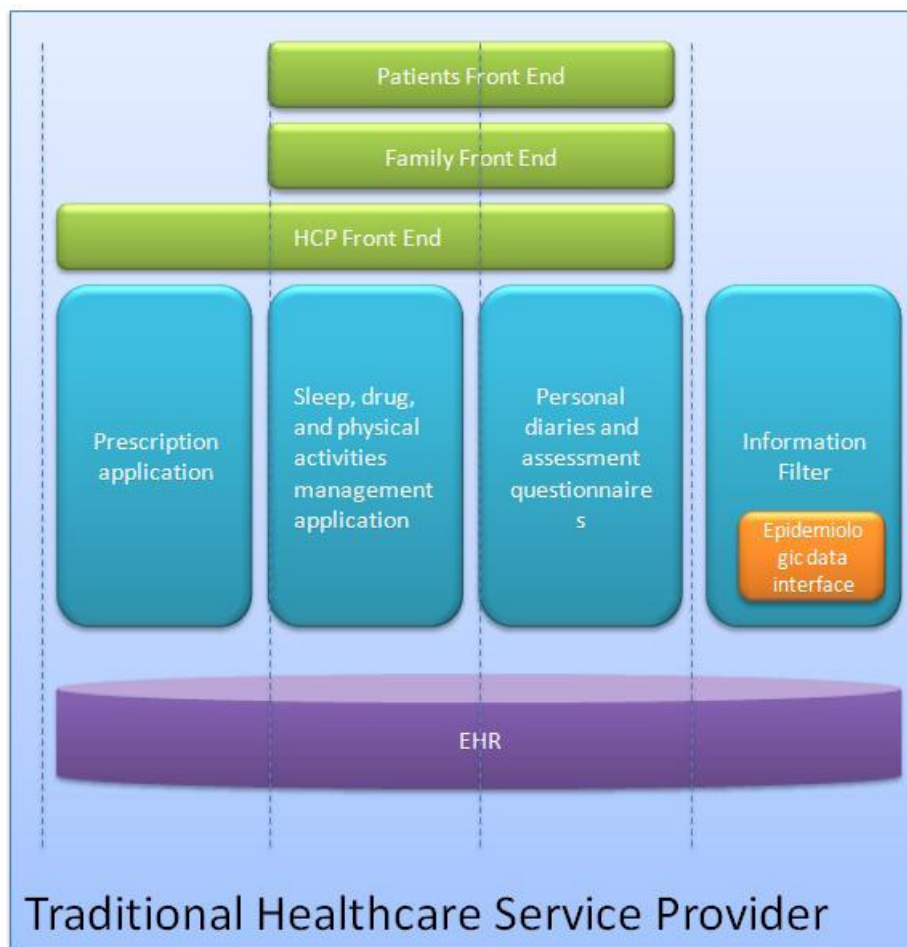 Patients Front End
Family Front End
HCP Front End
Prescription
application
Sleep, drug,
and physical
activities
management
application
Personal
diaries and
assessment
questionnaire
s
Information
Filter
Epidemiolo
gic data
interface
EHR
Traditional Healthcare Service Provider